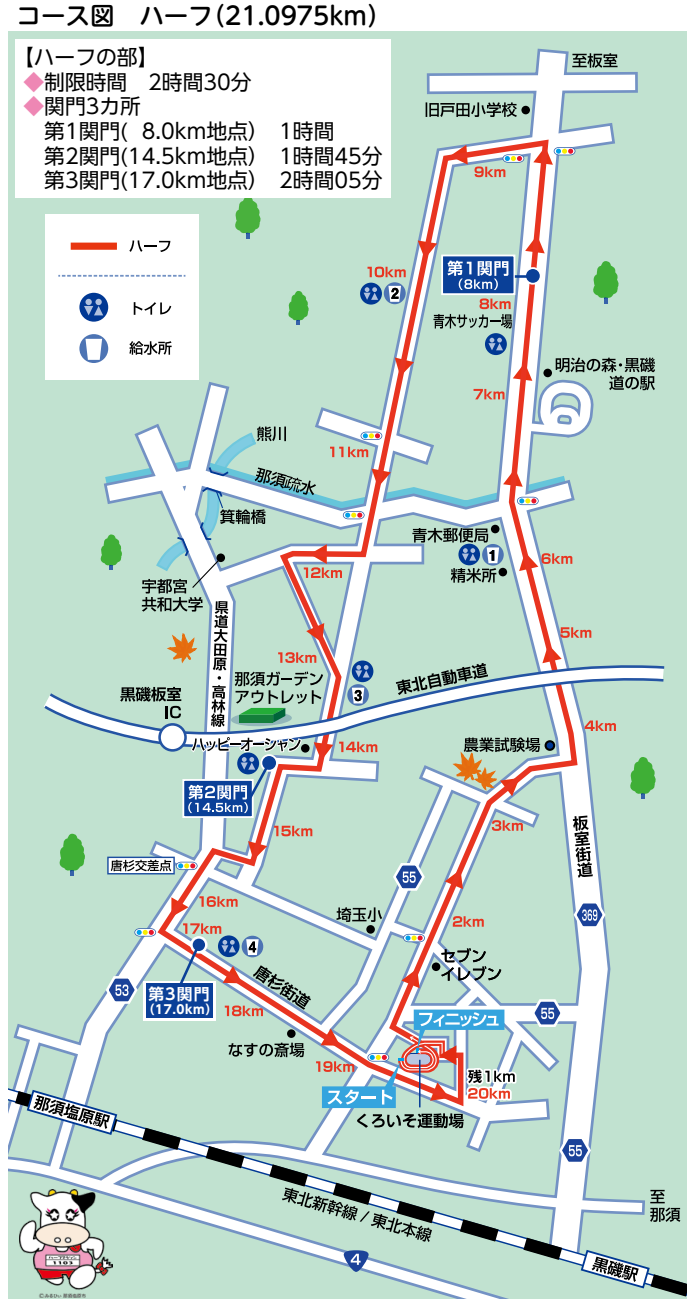 コース図　ハーフ(21.0975km)
【ハーフの部】
◆制限時間　2時間30分
◆関門3カ所
第1関門( 8.0km地点)　1時間
第2関門(14.5km地点)　1時間45分
第3関門(17.0km地点)　2時間05分
至板室
旧戸田小学校
9km
ハーフ
トイレ
給水所
10km
2
第1関門
(8km)
8km
青木サッカー場
7km
明治の森・黒磯
道の駅
熊川
11km
那須疏水
箕輪橋
青木郵便局
1
精米所
6km
12km
宇都宮
共和大学
県道大田原・高林線
5km
13km
那須ガーデン
アウトレット
3
東北自動車道
黒磯板室
IC
4km
ハッピーオーシャン
14km
農業試験場
第2関門
(14.5km)
3km
15km
板室街道
唐杉交差点
55
16km
369
17km
埼玉小
2km
4
セブン
イレブン
第3関門
(17.0km)
53
唐杉街道
18km
フィニッシュ
55
なすの斎場
19km
残1km
20km
スタート
くろいそ運動場
那須塩原駅
55
東北新幹線/東北本線
至
那須
4
黒磯駅
1103